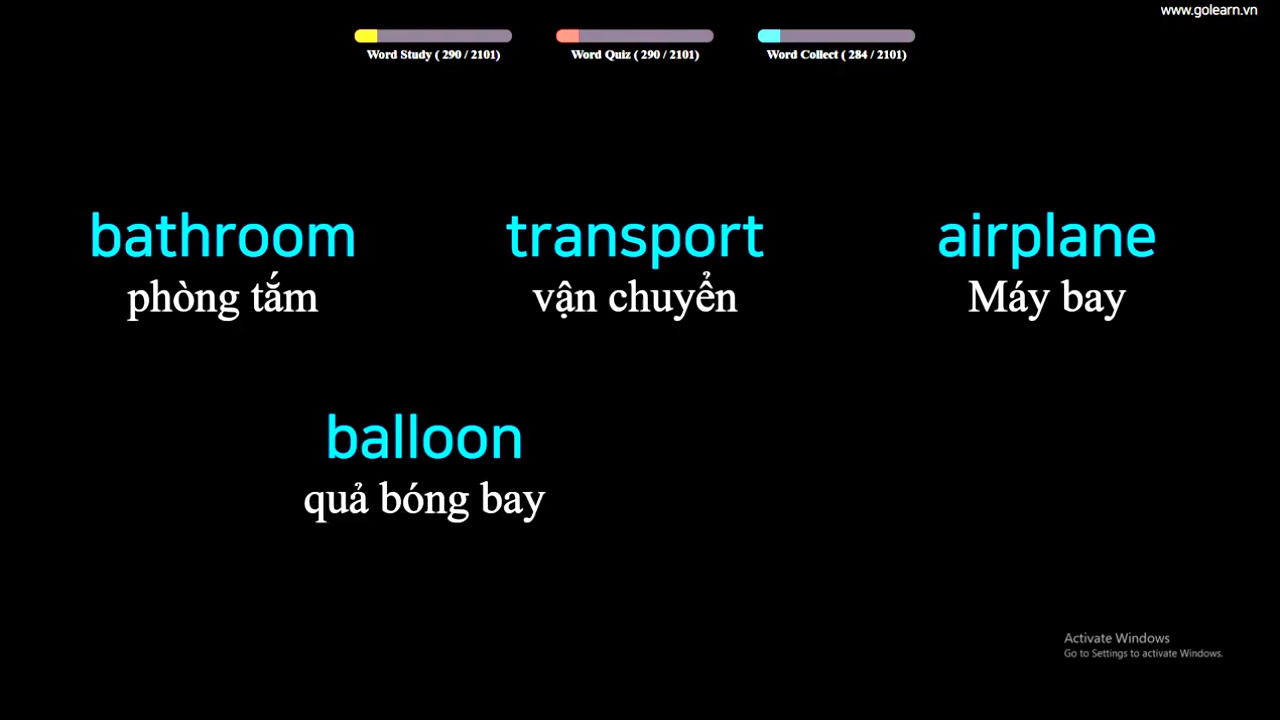 www.golearn.vn
Word Study ( 290 / 2101)
Word Quiz ( 290 / 2101)
Word Collect ( 284 / 2101)
bathroom
phòng tắm
transport
vận chuyển
airplane
Máy bay
balloon
quả bóng bay
Activate Windows
Go to Settings to activate Windows.